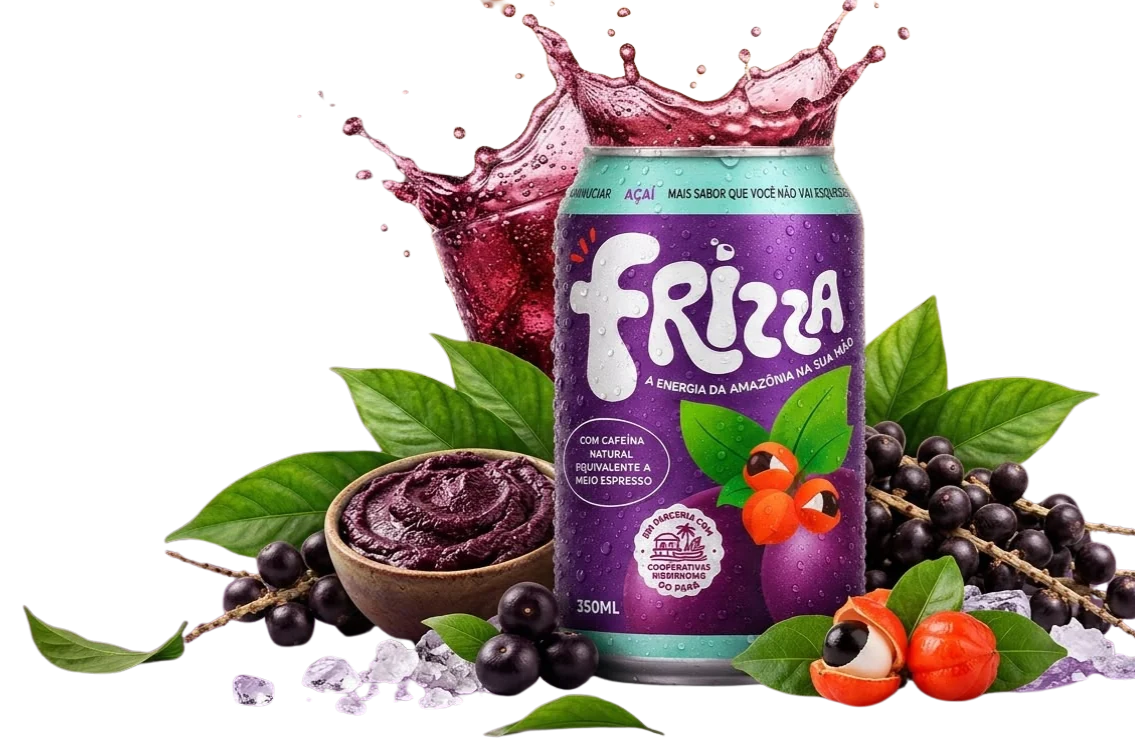 AÇAÍ MAIS SABOR QUE VOCÊ NÃO VAI
FRIZZA
A ENERGIA DA AMAZÔNIA NA SUA MÃO
COM CAFEÍNA
NATURAL
EQUIVALENTE A
MEIO ESPRESSO
COM
COOPERATIVAS
DO PARÁ
350ML